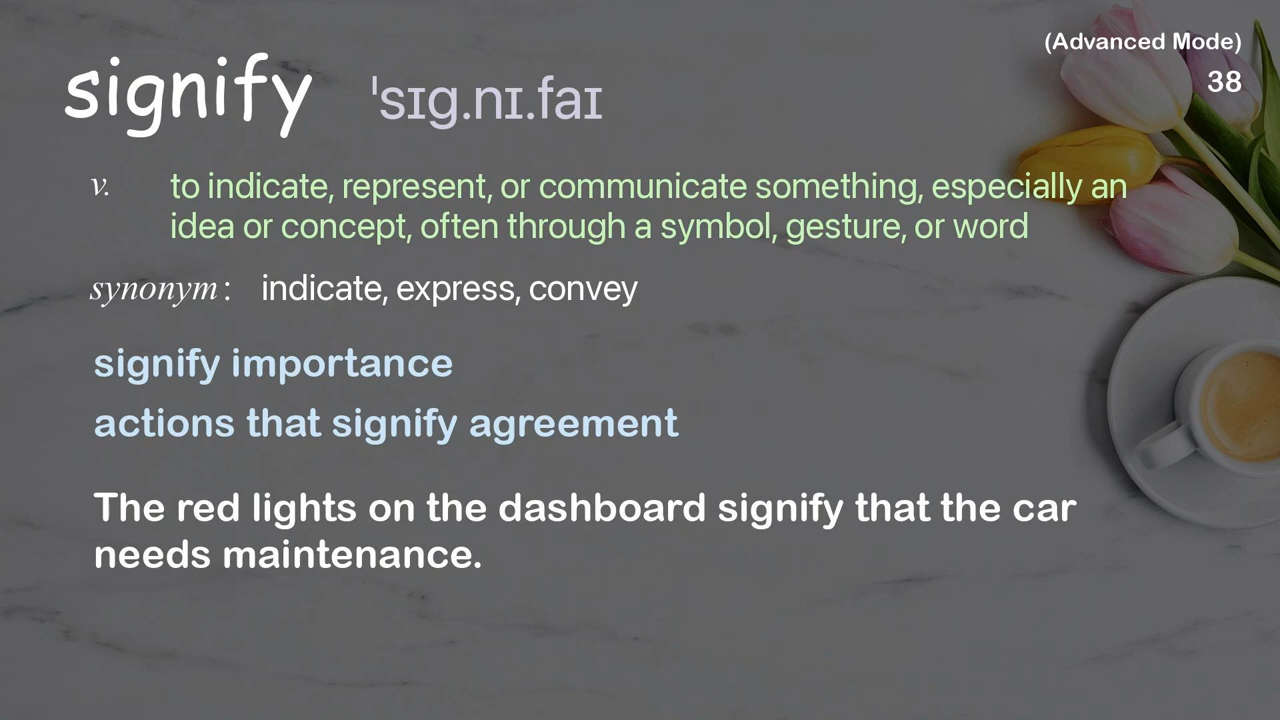 (Advanced Mode)
38
signify ˈsɪɡ.nɪ.faɪ
v. to indicate, represent, or communicate something, especially an
idea or concept, often through a symbol, gesture, or word
synonym : indicate, express, convey
signify importance
actions that signify agreement
The red lights on the dashboard signify that the car
needs maintenance.